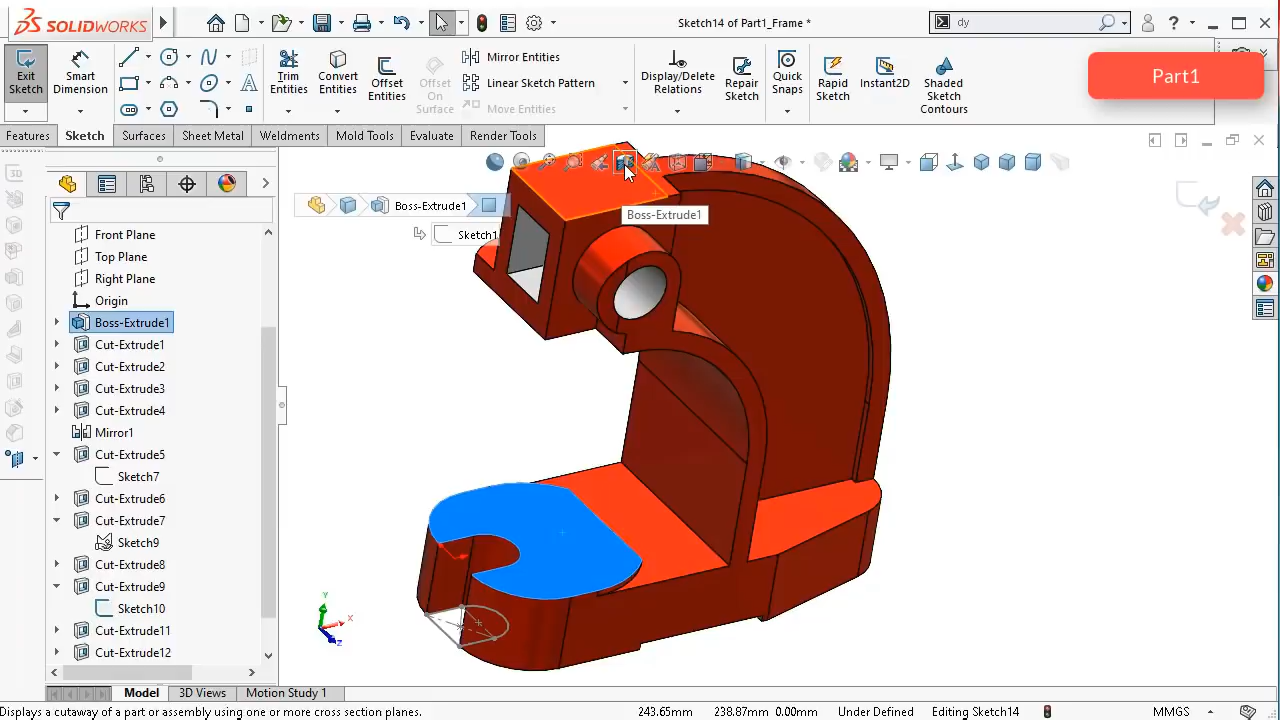 SOLIDWORKS
Sketch14 of Part1_Frame *
dy
?
Exit Sketch
Smart Dimension
Trim Entities
Convert Entities
Offset Entities
Offset On Surface
Mirror Entities
Linear Sketch Pattern
Move Entities
Display/Delete Relations
Repair Sketch
Quick Snaps
Rapid Sketch
Instant2D
Shaded Sketch Contours
Part1
Features
Sketch
Surfaces
Sheet Metal
Weldments
Mold Tools
Evaluate
Render Tools
Boss-Extrude1
Sketch1
Boss-Extrude1
Front Plane
Top Plane
Right Plane
Origin
Boss-Extrude1
Cut-Extrude1
Cut-Extrude2
Cut-Extrude3
Cut-Extrude4
Mirror1
Cut-Extrude5
Sketch7
Cut-Extrude6
Cut-Extrude7
Sketch9
Cut-Extrude8
Cut-Extrude9
Sketch10
Cut-Extrude11
Cut-Extrude12
Y
X
Z
Model
3D Views
Motion Study 1
Displays a cutaway of a part or assembly using one or more cross section planes.
243.65mm
238.87mm
0.00mm
Under Defined
Editing Sketch14
MMGS